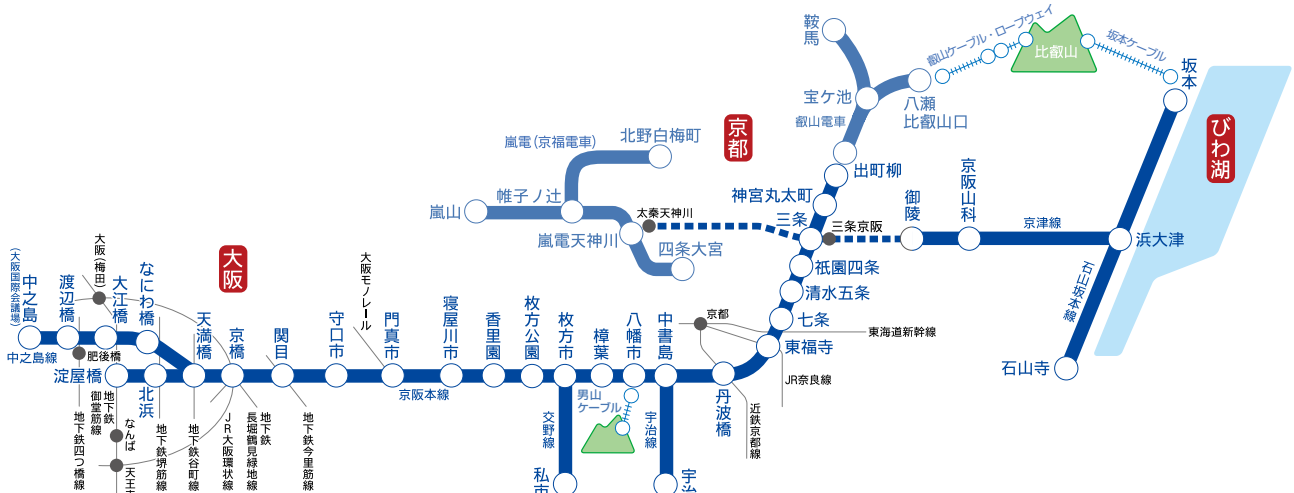 鞍馬
叡山ケーブル・ロープウェイ
比叡山
坂本ケーブル
坂本
びわ湖
宝ケ池
八瀬
比叡山口
叡山電車
京都
嵐電(京福電車)
北野白梅町
出町柳
帷子ノ辻
嵐山
神宮丸太町
御陵
京阪山科
太秦天神川
三条
三条京阪
京津線
浜大津
嵐電天神川
四条大宮
祇園四条
清水五条
石山坂本線
七条
京都
東海道新幹線
東福寺
石山寺
JR奈良線
大阪
(大阪国際会議場)
中之島
渡辺橋
大阪(梅田)
大江橋
なにわ橋
天満橋
京橋
関目
守口市
大阪モノレール
門真市
寝屋川市
香里園
枚方公園
枚方市
樟葉
八幡市
中書島
中之島線
肥後橋
淀屋橋
北浜
京阪本線
丹波橋
男山
ケーブル
交野線
宇治線
近鉄京都線
地下鉄
御堂筋線
なんば
地下鉄四つ橋線
地下鉄堺筋線
地下鉄谷町線
JR大阪環状線
地下鉄
長堀鶴見緑地線
地下鉄今里筋線
天王
私市
宇治